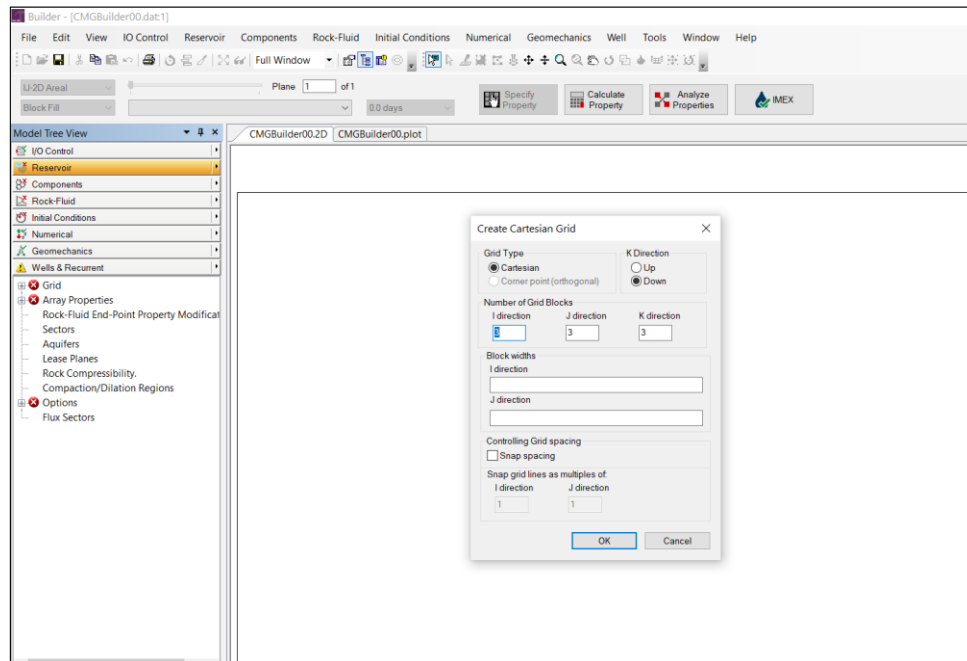 Builder - [CMGBuilder00.dat:1]
File Edit View IO Control Reservoir Components Rock-Fluid Initial Conditions Numerical Geomechanics Well Tools Window Help
Full Window
IJ-2D Areal Plane 1 of 1
Block Fill 0.0 days
Specify Property
Calculate Property
Analyze Properties
IMEX
Model Tree View
CMGBuilder00.2D CMGBuilder00.plot
I/O Control
Reservoir
Components
Rock-Fluid
Initial Conditions
Numerical
Geomechanics
Wells & Recurrent
Grid
Array Properties
Rock-Fluid End-Point Property Modificat
Sectors
Aquifers
Lease Planes
Rock Compressibility.
Compaction/Dilation Regions
Options
Flux Sectors
Create Cartesian Grid
Grid Type K Direction
Cartesian Up
Corner point (orthogonal) Down
Number of Grid Blocks
I direction J direction K direction
3 3 3
Block widths
I direction
J direction
Controlling Grid spacing
Snap spacing
Snap grid lines as multiples of:
I direction J direction
1 1
OK Cancel